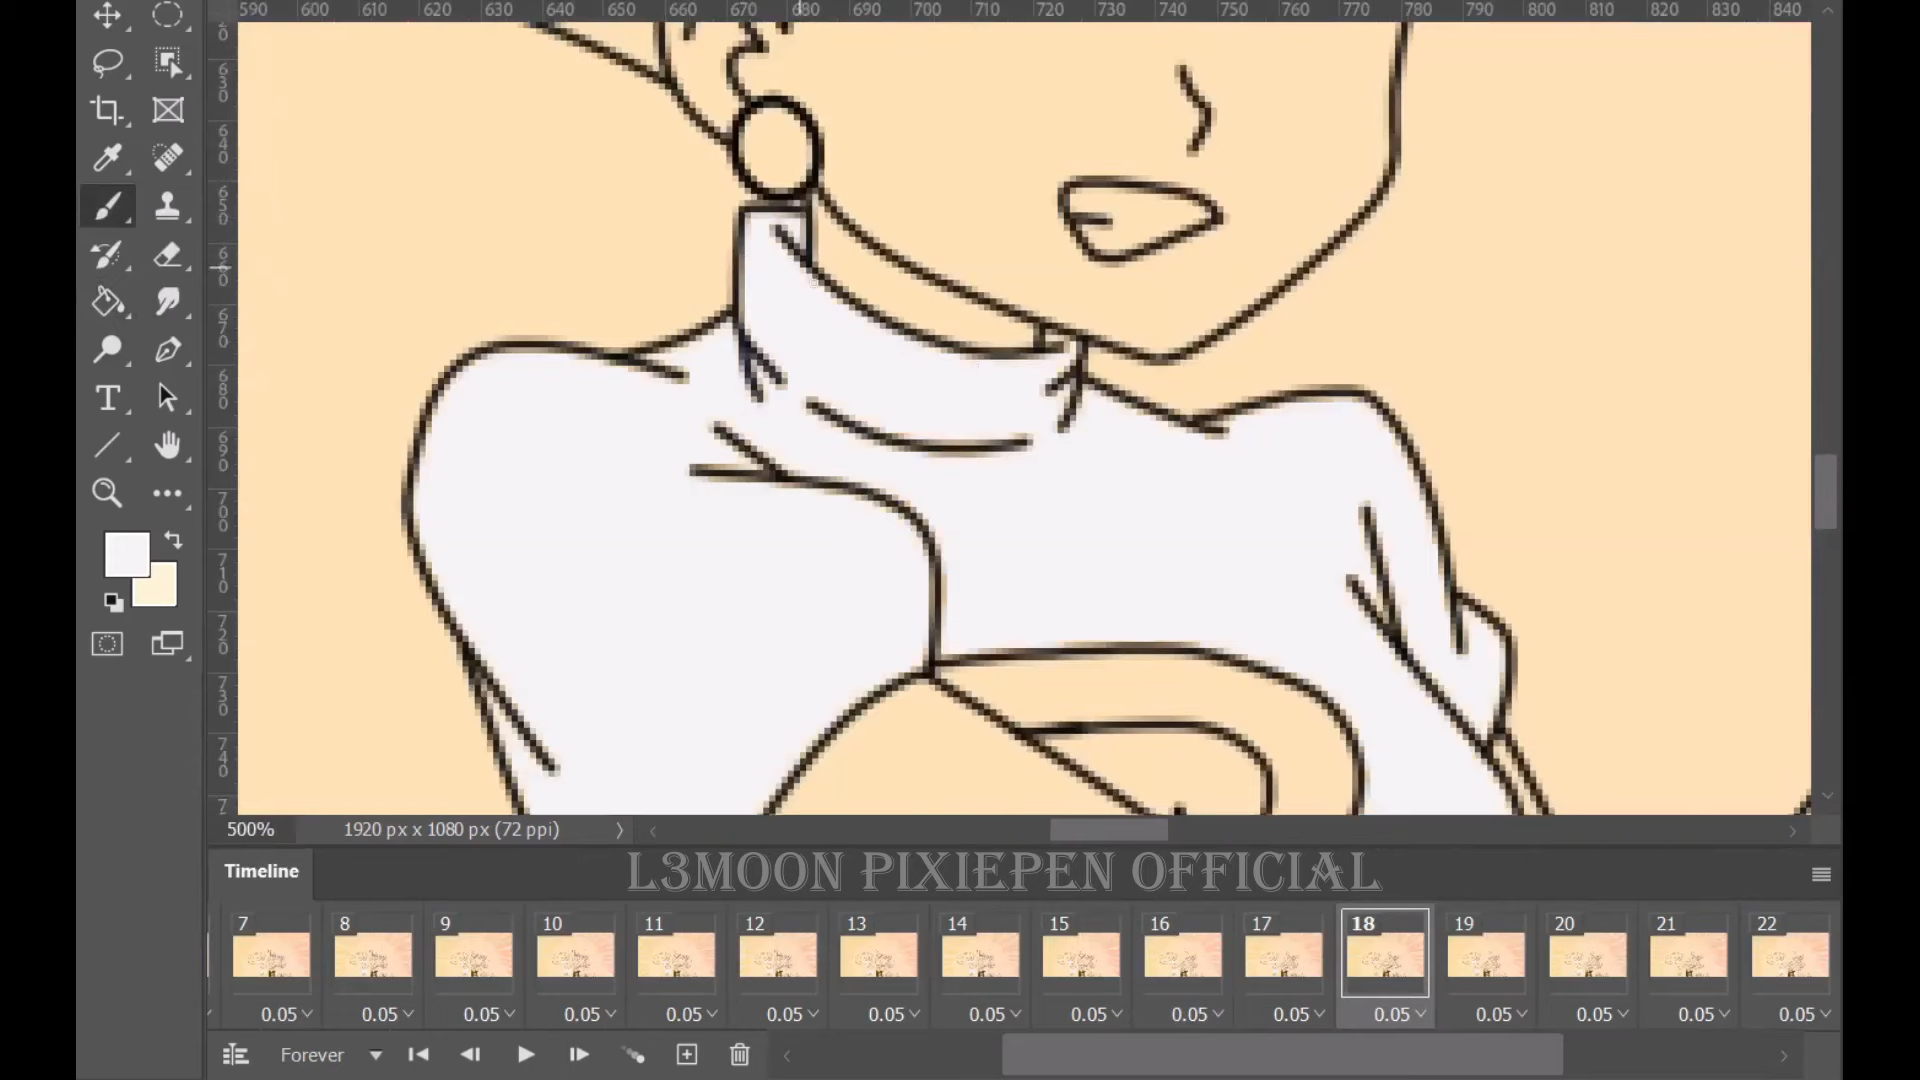 590 600 610 620 630 640 650 660 670 680 690 700 710 720 730 740 750 760 770 780 790 800 810 820 830 840
630
640
650
660
670
680
690
700
710
720
730
740
T
500% 1920 px x 1080 px (72 ppi)
Timeline
L3MOON PIXIEPEN OFFICIAL
7 8 9 10 11 12 13 14 15 16 17 18 19 20 21 22
0.05 0.05 0.05 0.05 0.05 0.05 0.05 0.05 0.05 0.05 0.05 0.05 0.05 0.05 0.05 0.05
Forever